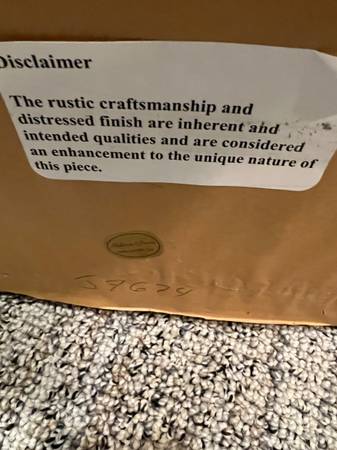 Disclaimer
The rustic craftsmanship and
distressed finish are inherent and
intended qualities and are considered
an enhancement to the unique nature of
this piece.